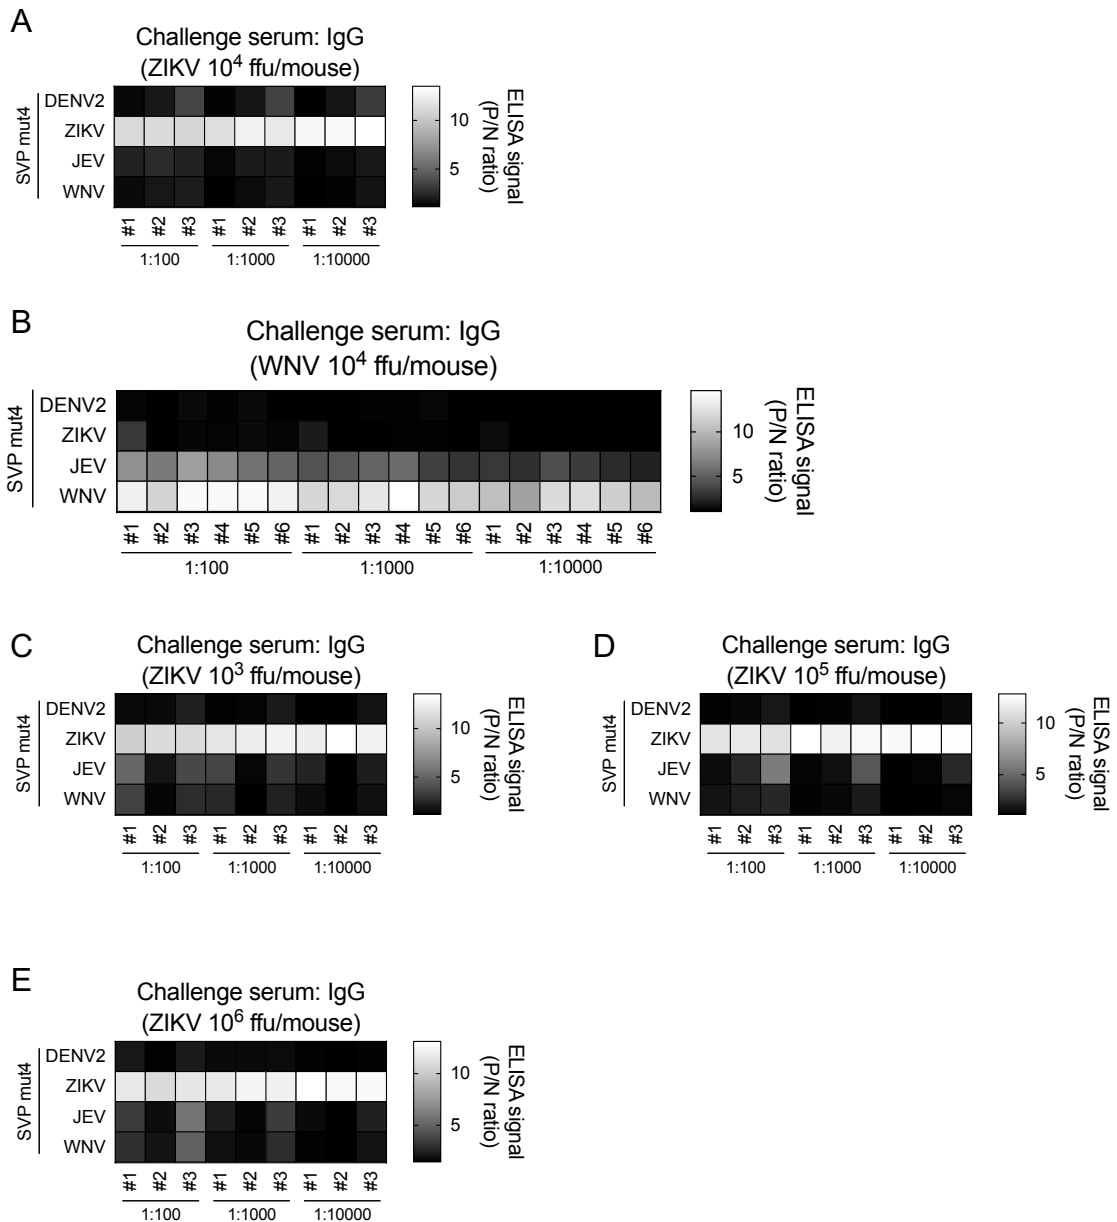 A
Challenge serum: IgG
(ZIKV 10⁴ ffu/mouse)
SVP mut4
DENV2
ZIKV
JEV
WNV
10
5
ELISA signal
(P/N ratio)
#1 #2 #3 #1 #2 #3 #1 #2 #3
1:100 1:1000 1:10000
B
Challenge serum: IgG
(WNV 10⁴ ffu/mouse)
SVP mut4
DENV2
ZIKV
JEV
WNV
10
5
ELISA signal
(P/N ratio)
#1 #2 #3 #4 #5 #6 #1 #2 #3 #4 #5 #6 #1 #2 #3 #4 #5 #6
1:100 1:1000 1:10000
C
Challenge serum: IgG
(ZIKV 10³ ffu/mouse)
SVP mut4
DENV2
ZIKV
JEV
WNV
10
5
ELISA signal
(P/N ratio)
#1 #2 #3 #1 #2 #3 #1 #2 #3
1:100 1:1000 1:10000
D
Challenge serum: IgG
(ZIKV 10⁵ ffu/mouse)
SVP mut4
DENV2
ZIKV
JEV
WNV
10
5
ELISA signal
(P/N ratio)
#1 #2 #3 #1 #2 #3 #1 #2 #3
1:100 1:1000 1:10000
E
Challenge serum: IgG
(ZIKV 10⁶ ffu/mouse)
SVP mut4
DENV2
ZIKV
JEV
WNV
10
5
ELISA signal
(P/N ratio)
#1 #2 #3 #1 #2 #3 #1 #2 #3
1:100 1:1000 1:10000